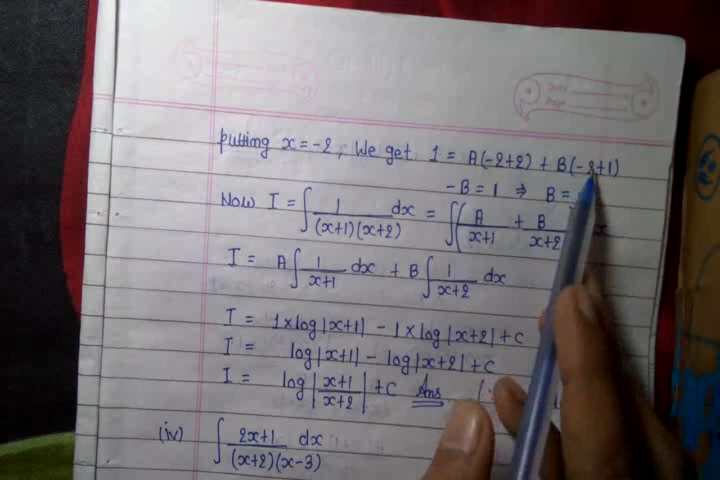 Putting x = -2, We get 1 = A(-2+2) + B(-2+1)
-B = 1 ⇒ B =
Now I = ∫ 1/((x+1)(x+2)) dx = ∫(A/(x+1) + B/(x+2) x
I = A∫ 1/(x+1) dx + B∫ 1/(x+2) dx
I = 1×log|x+1| - 1×log|x+2| + C
I = log|x+1| - log|x+2| + C
I = log|(x+1)/(x+2)| + C Ans (∵
(iv) ∫ (2x+1)/((x+2)(x-3)) dx